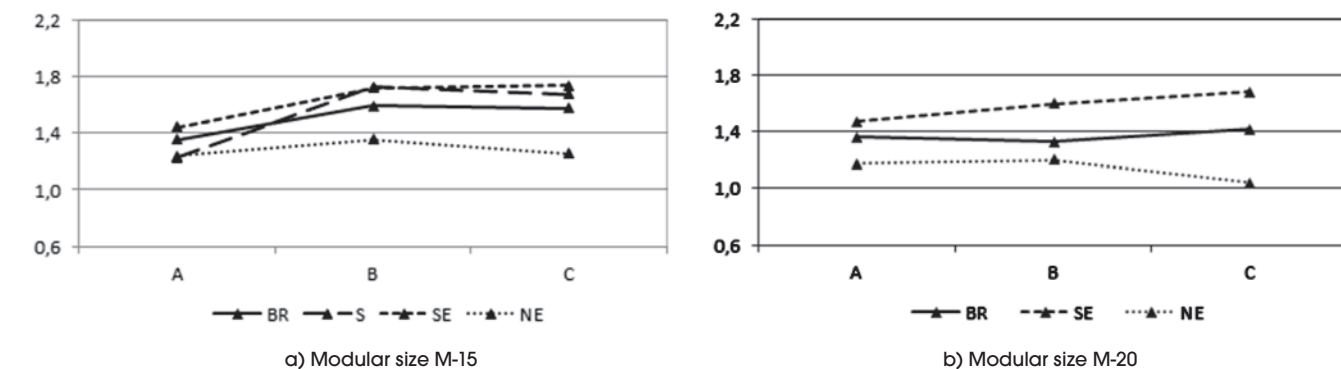 2,2
1,8
1,4
1,0
0,6
A B C
BR S SE NE
a) Modular size M-15
2,2
1,8
1,4
1,0
0,6
A B C
BR SE NE
b) Modular size M-20